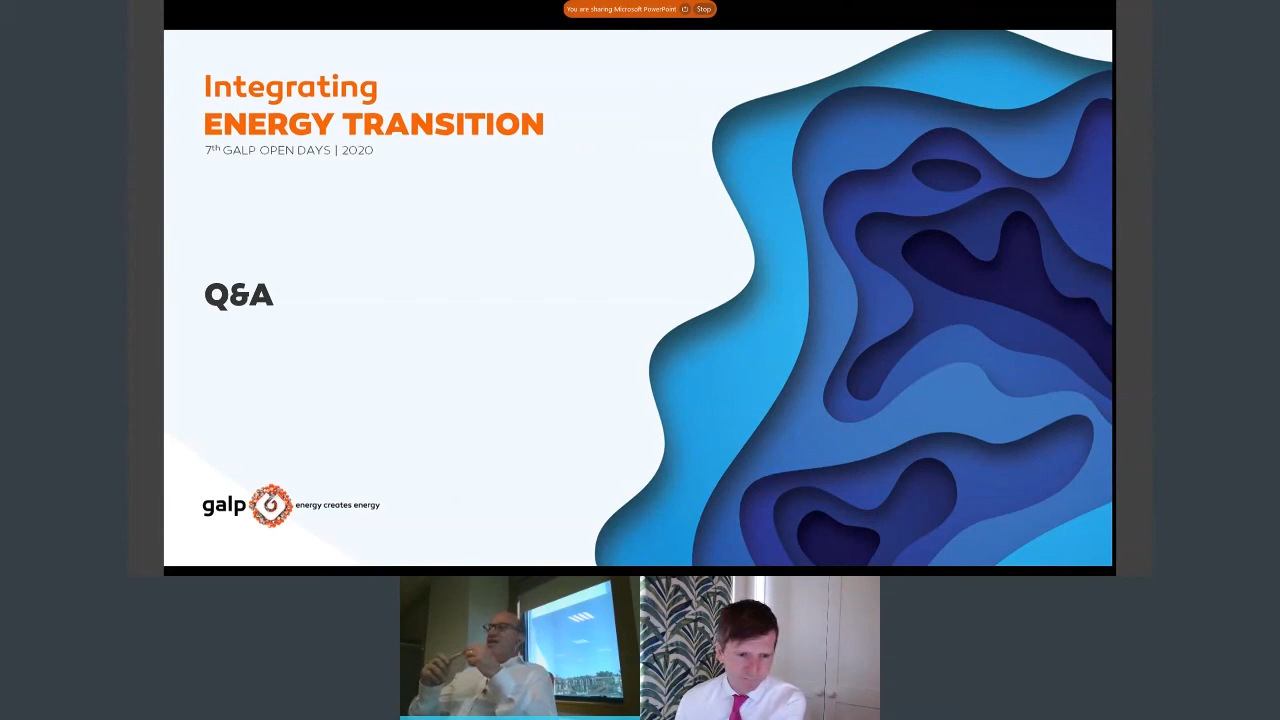 You are sharing Microsoft PowerPoint Stop
Integrating
ENERGY TRANSITION
7th GALP OPEN DAYS | 2020
Q&A
galp energy creates energy